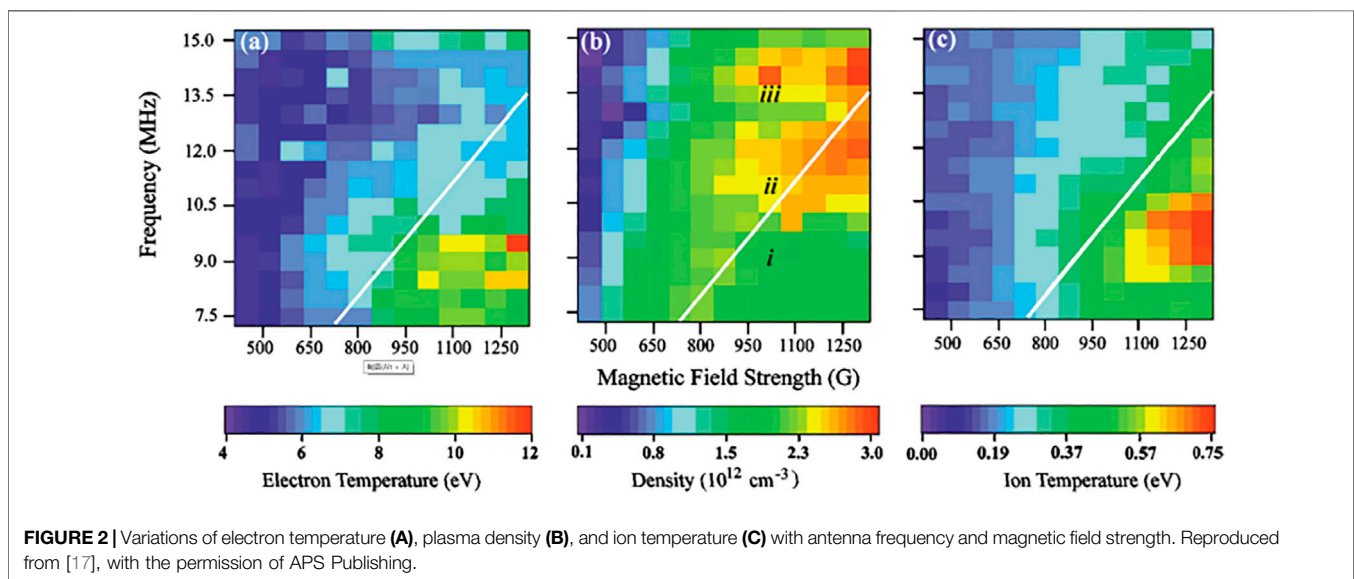 (a)
(b)
(c)
15.0
13.5
12.0
10.5
9.0
7.5
Frequency (MHz)
iii
ii
i
500 650 800 950 1100 1250
500 650 800 950 1100 1250
500 650 800 950 1100 1250
Magnetic Field Strength (G)
4 6 8 10 12
Electron Temperature (eV)
0.1 0.8 1.5 2.3 3.0
Density (10¹² cm⁻³)
0.00 0.19 0.37 0.57 0.75
Ion Temperature (eV)
FIGURE 2 | Variations of electron temperature (A), plasma density (B), and ion temperature (C) with antenna frequency and magnetic field strength. Reproduced
from [17], with the permission of APS Publishing.